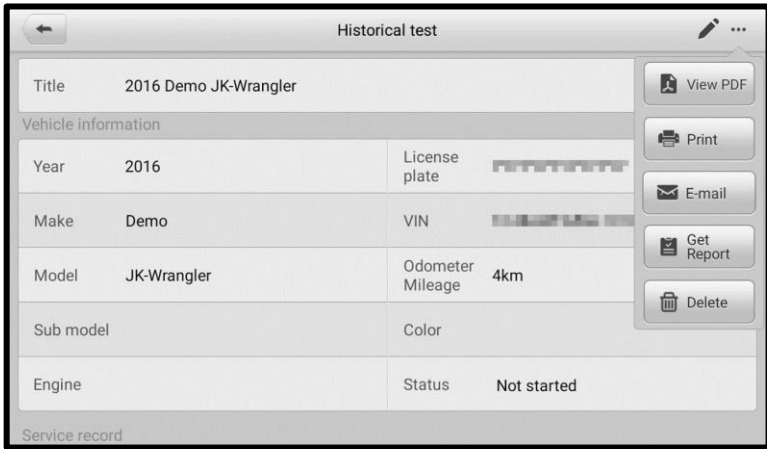 Historical test
View PDF
Title 2016 Demo JK-Wrangler
Vehicle information
Print
Year 2016 License plate
E-mail
Make Demo VIN
Get Report
Model JK-Wrangler Odometer Mileage 4km
Delete
Sub model Color
Engine Status Not started
Service record